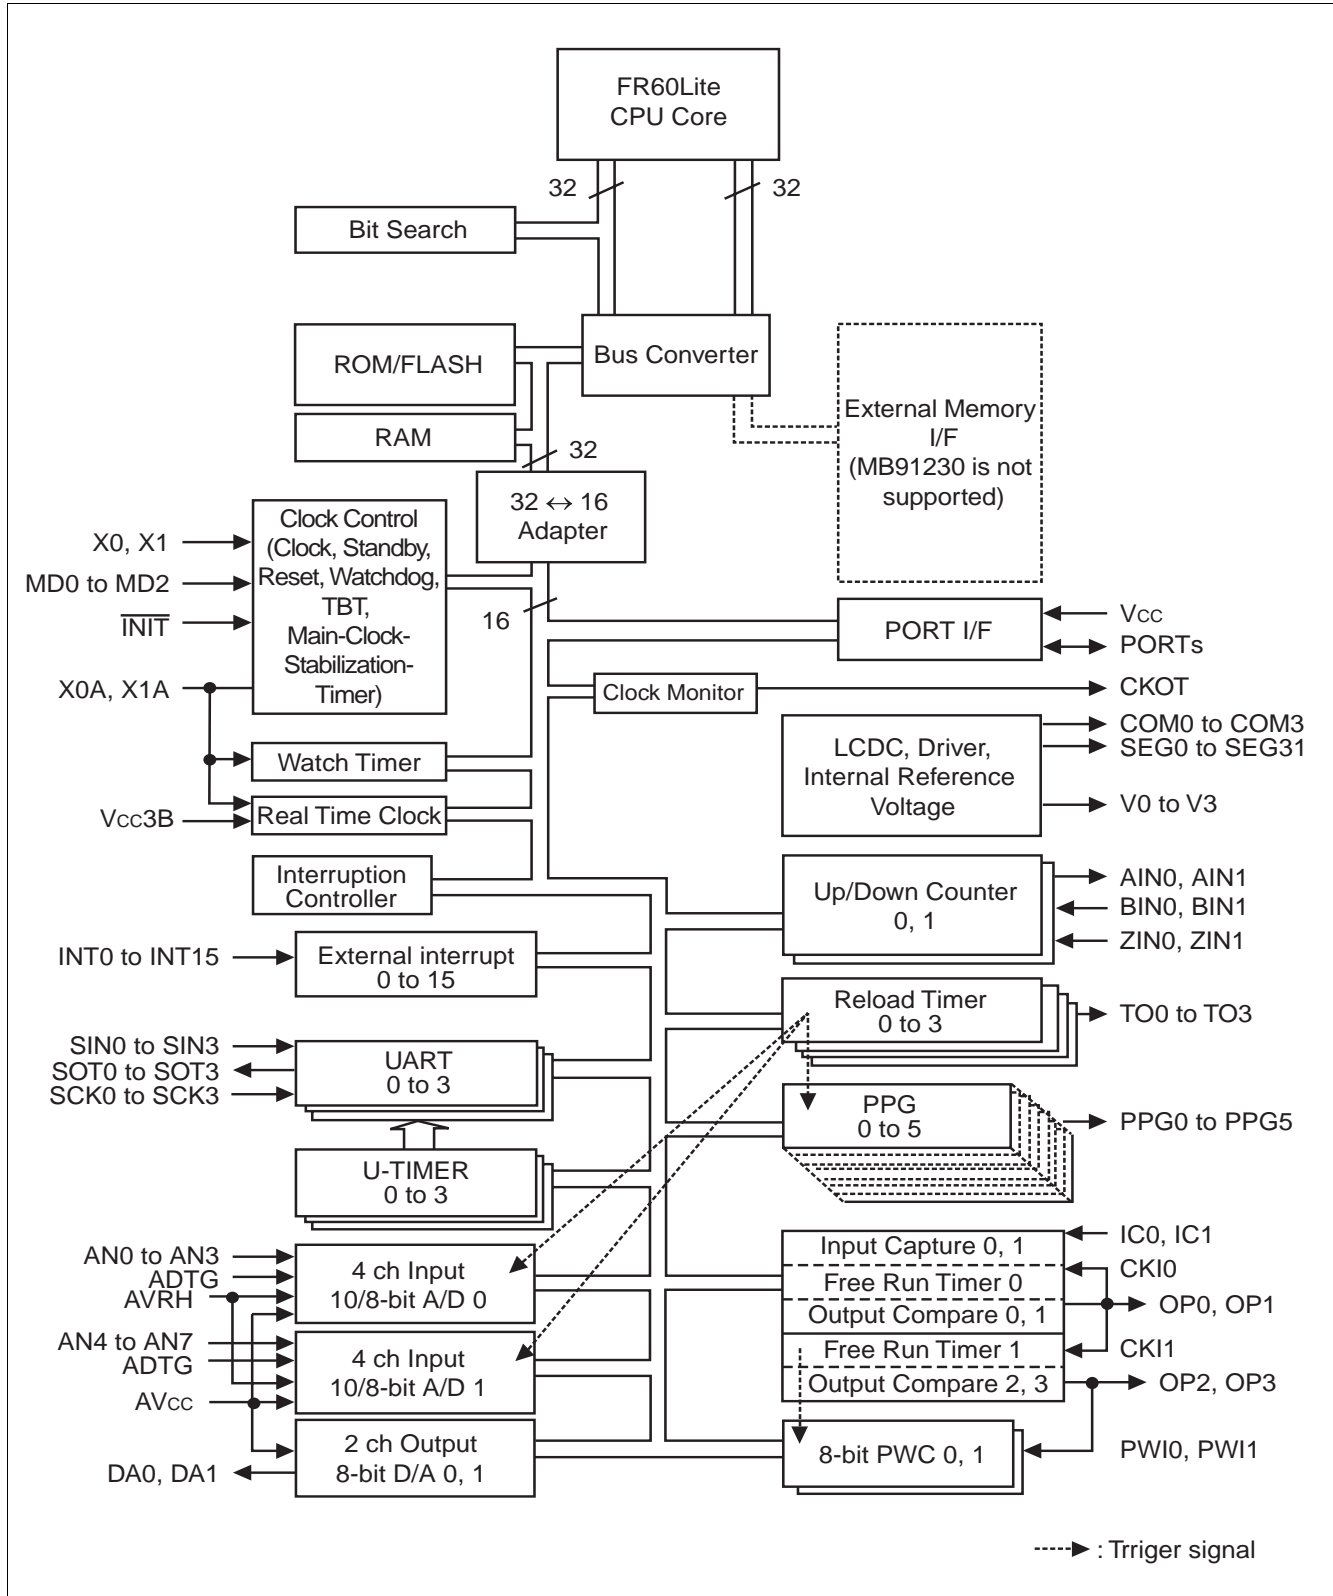 FR60Lite
CPU Core
32
32
Bit Search
ROM/FLASH
Bus Converter
RAM
External Memory
I/F
(MB91230 is not
supported)
32
32 ↔ 16
Adapter
X0, X1
MD0 to MD2
INIT
X0A, X1A
Clock Control
(Clock, Standby,
Reset, Watchdog,
TBT,
Main-Clock-
Stabilization-
Timer)
16
PORT I/F
VCC
PORTs
Clock Monitor
CKOT
Watch Timer
VCC3B
Real Time Clock
LCDC, Driver,
Internal Reference
Voltage
COM0 to COM3
SEG0 to SEG31
V0 to V3
Interruption
Controller
Up/Down Counter
0, 1
AIN0, AIN1
BIN0, BIN1
ZIN0, ZIN1
INT0 to INT15
External interrupt
0 to 15
Reload Timer
0 to 3
TO0 to TO3
SIN0 to SIN3
SOT0 to SOT3
SCK0 to SCK3
UART
0 to 3
PPG
0 to 5
PPG0 to PPG5
U-TIMER
0 to 3
AN0 to AN3
ADTG
AVRH
4 ch Input
10/8-bit A/D 0
Input Capture 0, 1
Free Run Timer 0
Output Compare 0, 1
Free Run Timer 1
Output Compare 2, 3
IC0, IC1
CKI0
OP0, OP1
CKI1
OP2, OP3
AN4 to AN7
ADTG
AVCC
4 ch Input
10/8-bit A/D 1
DA0, DA1
2 ch Output
8-bit D/A 0, 1
8-bit PWC 0, 1
PWI0, PWI1
: Trriger signal